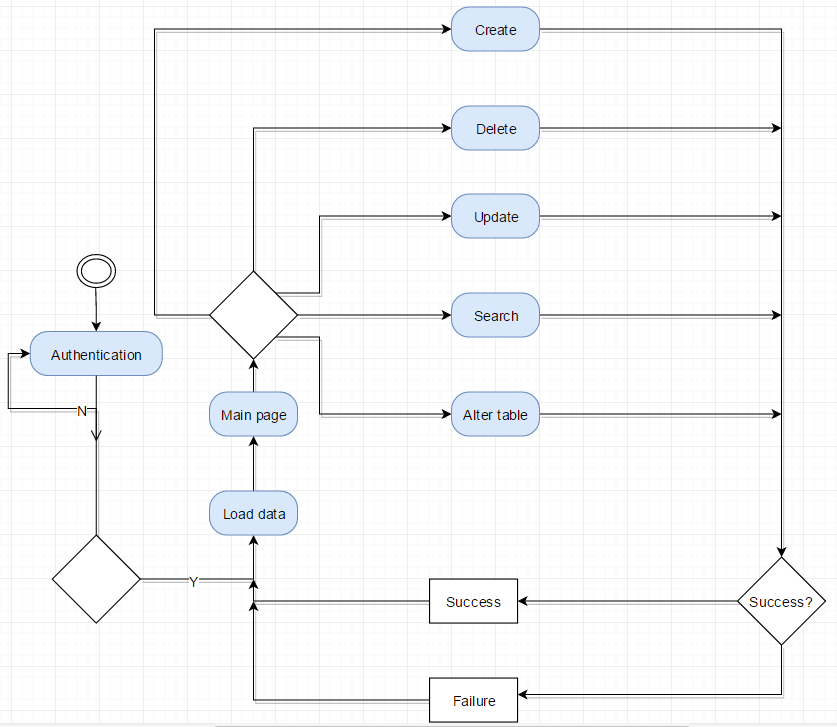 Create
Delete
Update
Search
Authentication
N
Main page
Alter table
Load data
Y
Success
Success?
Failure